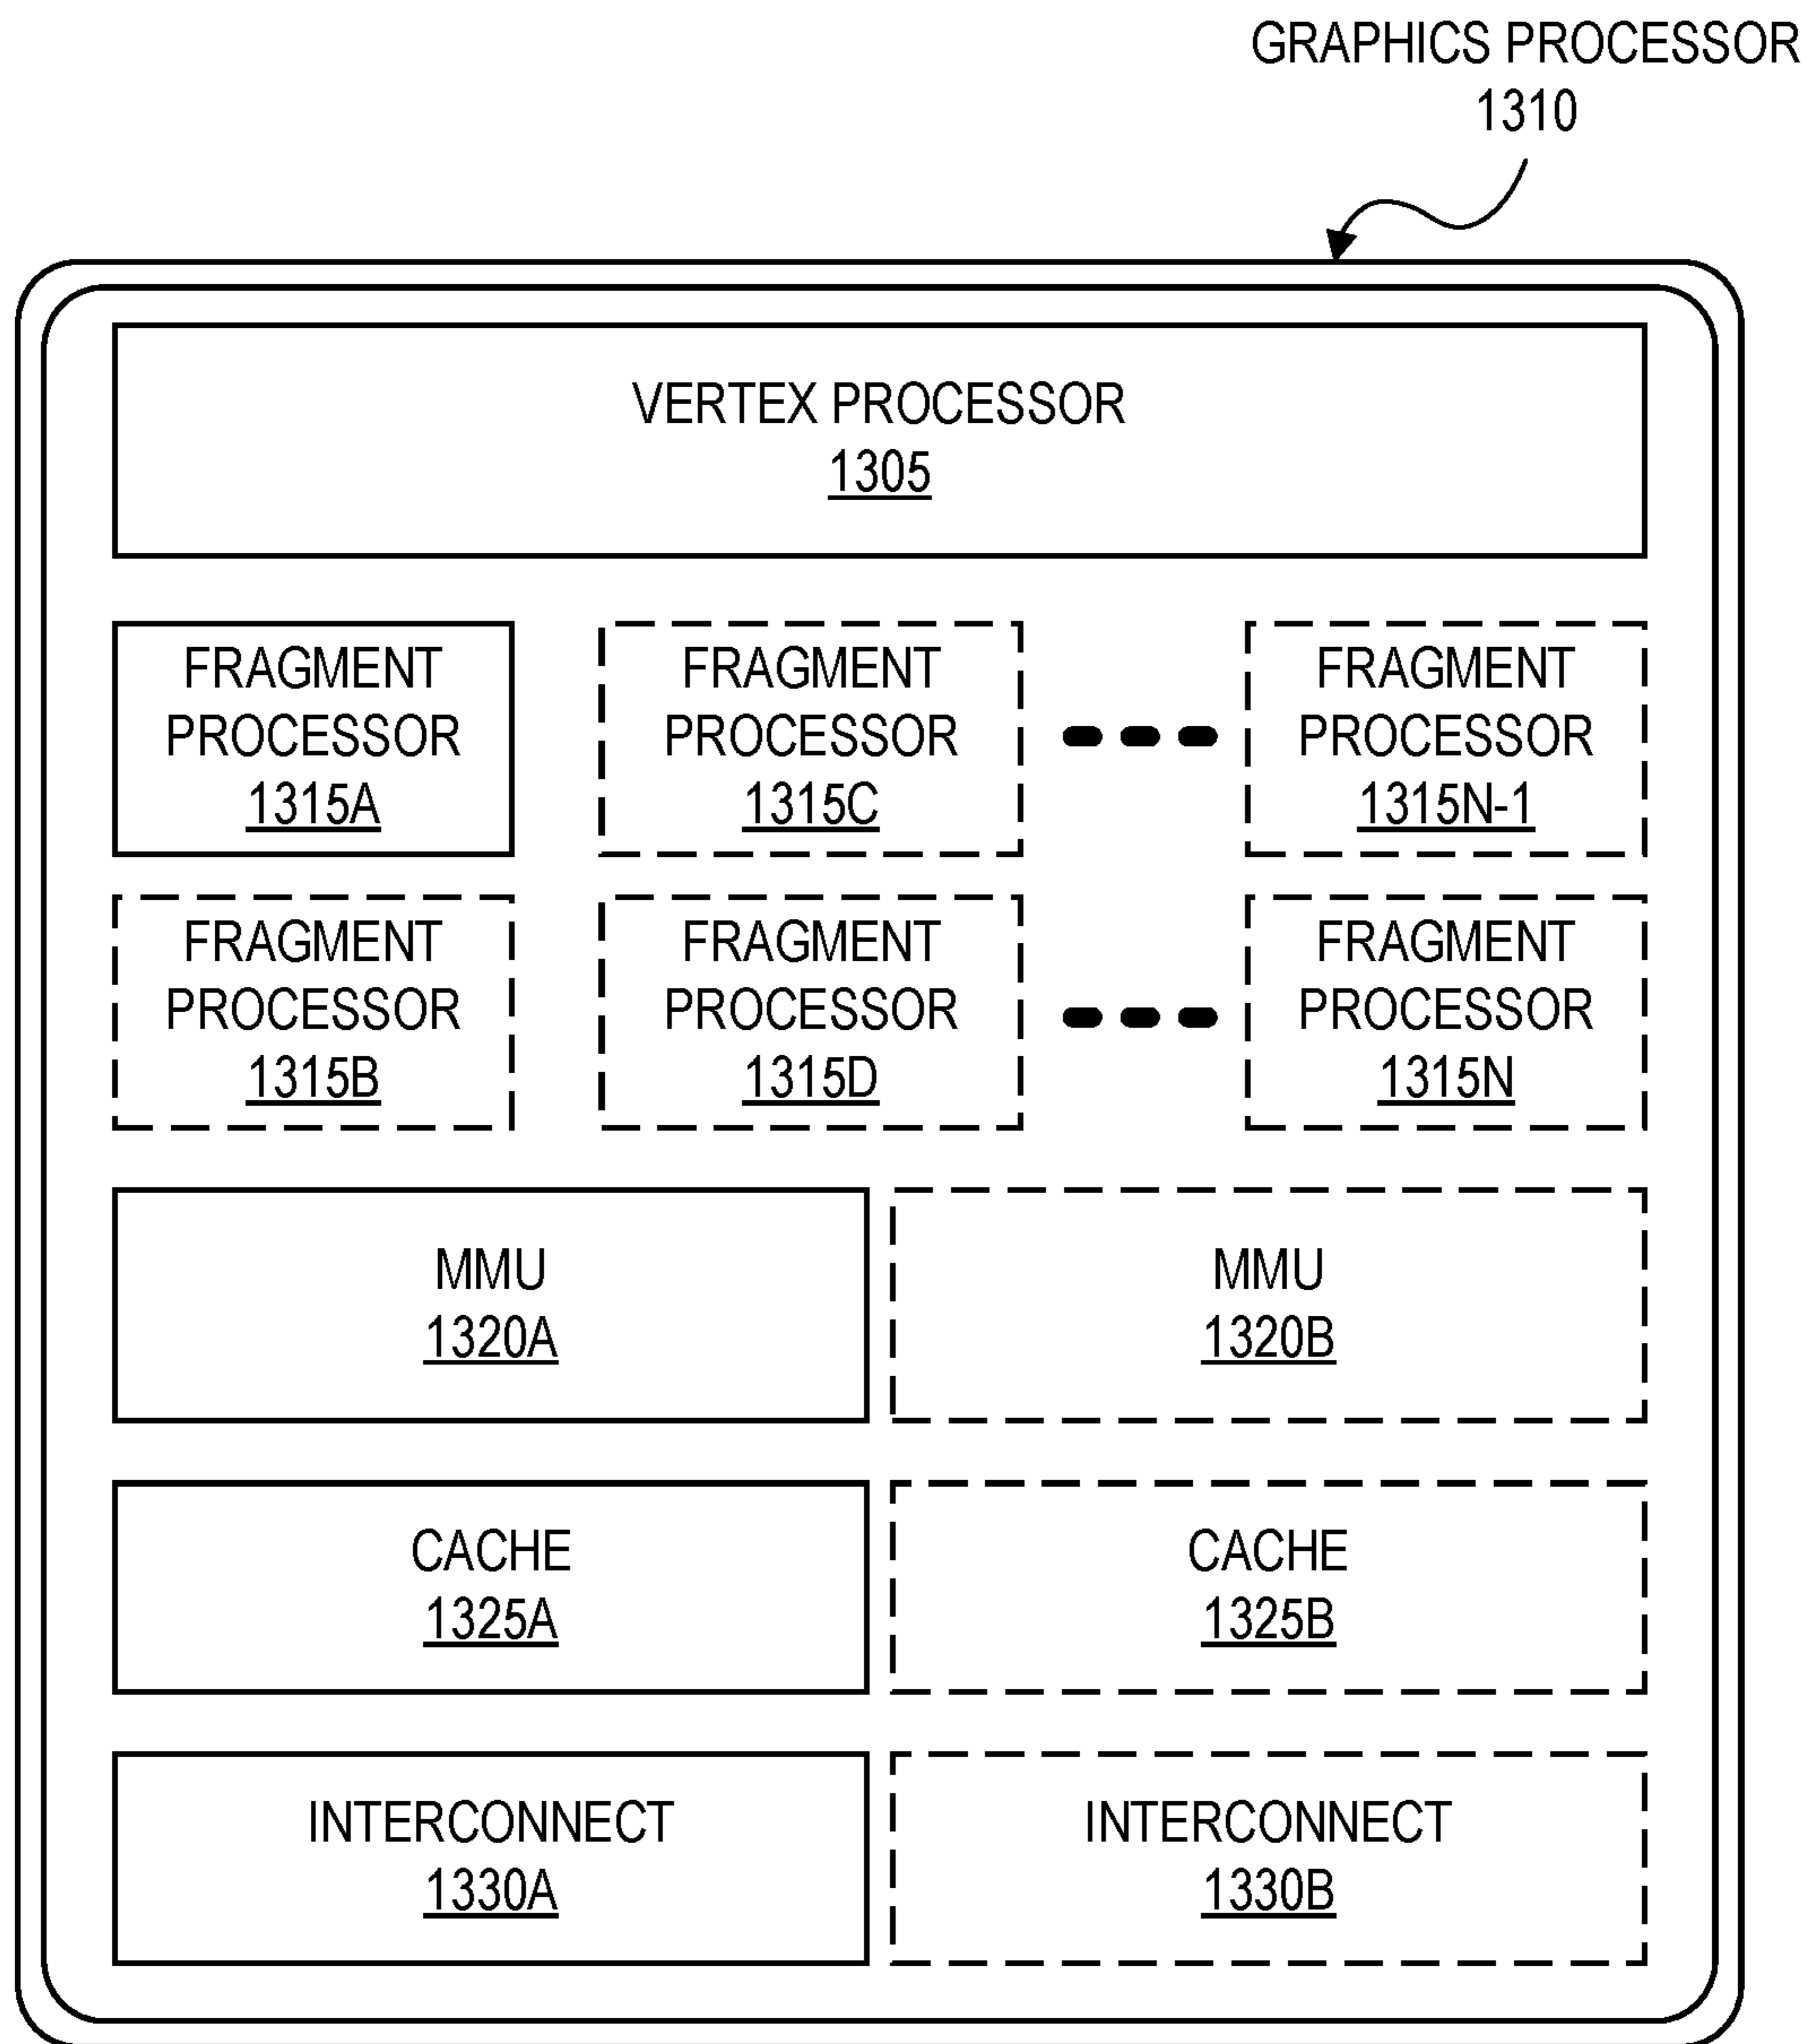 GRAPHICS PROCESSOR
1310
VERTEX PROCESSOR
1305
FRAGMENT
PROCESSOR
1315A
FRAGMENT
PROCESSOR
1315C
FRAGMENT
PROCESSOR
1315N-1
FRAGMENT
PROCESSOR
1315B
FRAGMENT
PROCESSOR
1315D
FRAGMENT
PROCESSOR
1315N
MMU
1320A
MMU
1320B
CACHE
1325A
CACHE
1325B
INTERCONNECT
1330A
INTERCONNECT
1330B